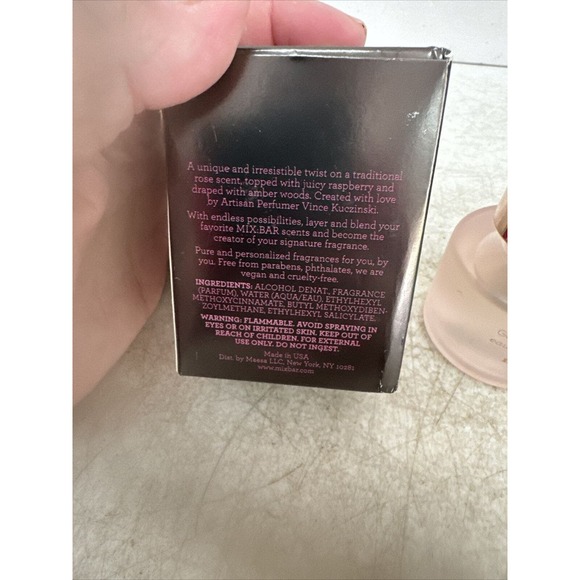 A unique and irresistible twist on a traditional
rose scent, topped with juicy raspberry and
draped with amber woods. Created with love
by Artisan Perfumer Vince Kuczinski.
With endless possibilities, layer and blend your
favorite MIX.BAR scents and become the
creator of your signature fragrance.
Pure and personalized fragrances for you, by
you. Free from parabens, phthalates, we are
vegan and cruelty-free.
INGREDIENTS: ALCOHOL DENAT., FRAGRANCE
(PARFUM), WATER (AQUA/EAU), ETHYLHEXYL
METHOXYCINNAMATE, BUTYL METHOXYDIBEN-
ZOYLMETHANE, ETHYLHEXYL SALICYLATE.
WARNING: FLAMMABLE. AVOID SPRAYING IN
EYES OR ON IRRITATED SKIN. KEEP OUT OF
REACH OF CHILDREN. FOR EXTERNAL
USE ONLY. DO NOT INGEST.
Made in USA
Dist. by Maesa LLC, New York, NY 10281
www.mixbar.com